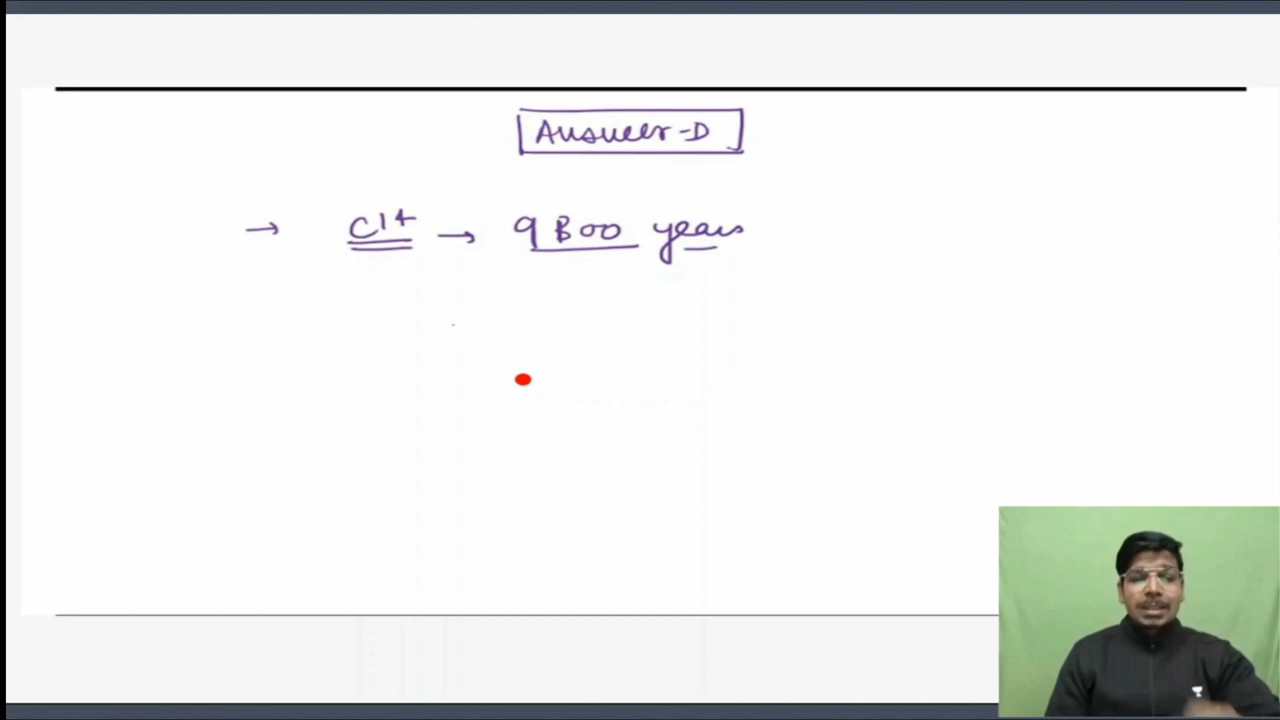 Answer-D
→ C14 → 9800 years